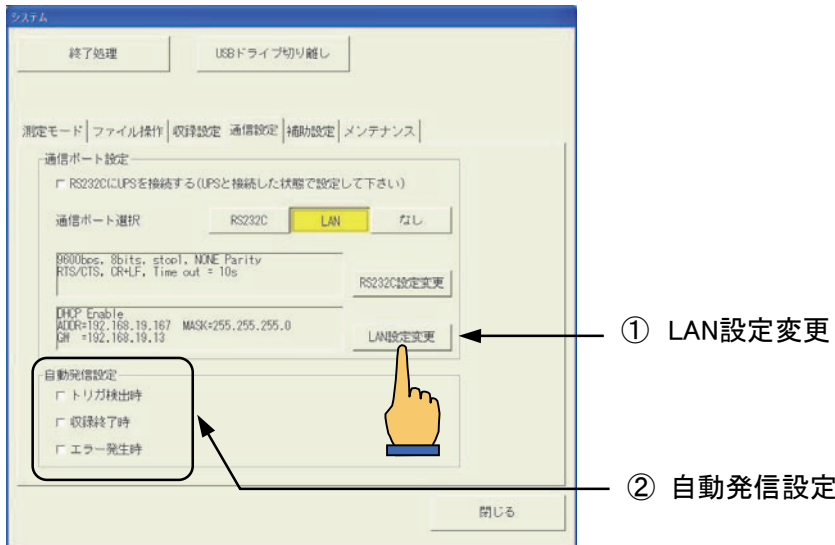 システム
終了処理 USBドライブ切り離し
測定モード ファイル操作 収録設定 通信設定 補助設定 メンテナンス
通信ポート設定
RS232CにUPSを接続する(UPSと接続した状態で設定して下さい)
通信ポート選択 RS232C LAN なし
9600bps, 8bits, stop1, NONE Parity
RTS/CTS, CR+LF, Time out = 10s
RS232C設定変更
DHCP Enable
ADDR=192.168.19.167 MASK=255.255.255.0
GW =192.168.19.13
LAN設定変更
① LAN設定変更
自動発信設定
トリガ検出時
収録終了時
エラー発生時
② 自動発信設定
閉じる